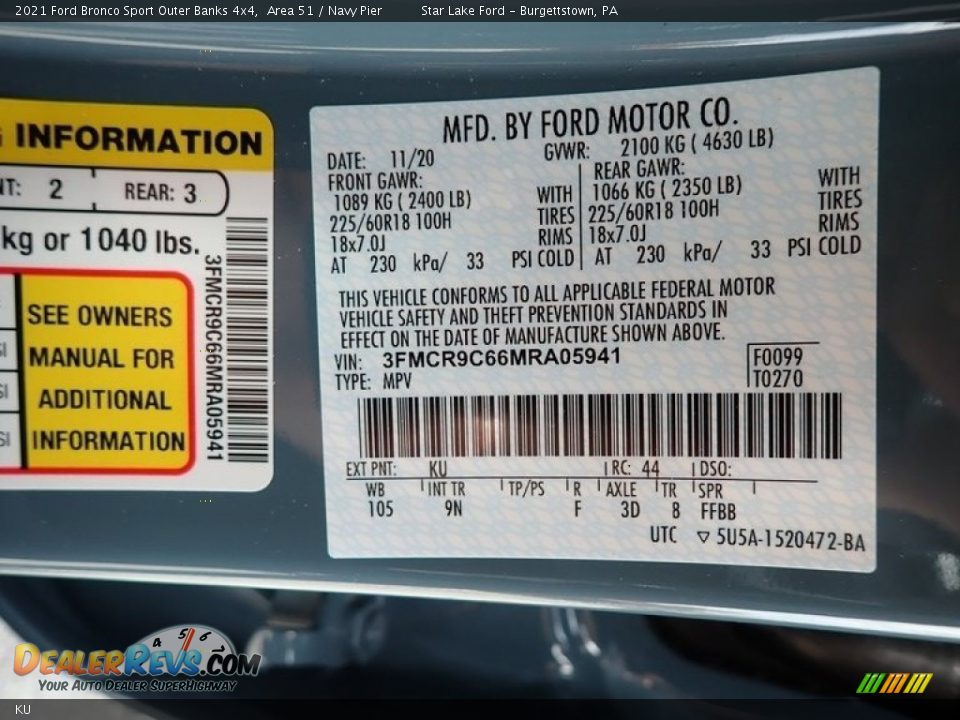 2021 Ford Bronco Sport Outer Banks 4x4, Area 51 / Navy Pier Star Lake Ford - Burgettstown, PA
INFORMATION
2 REAR: 3
kg or 1040 lbs.
SEE OWNERS
MANUAL FOR
ADDITIONAL
INFORMATION
3FMCR9C66MRA05941
MFD. BY FORD MOTOR CO.
DATE: 11/20 GVWR: 2100 KG ( 4630 LB)
FRONT GAWR: REAR GAWR:
1089 KG ( 2400 LB) WITH 1066 KG ( 2350 LB) WITH
225/60R18 100H TIRES 225/60R18 100H TIRES
18x7.0J RIMS 18x7.0J RIMS
AT 230 kPa/ 33 PSI COLD AT 230 kPa/ 33 PSI COLD
THIS VEHICLE CONFORMS TO ALL APPLICABLE FEDERAL MOTOR
VEHICLE SAFETY AND THEFT PREVENTION STANDARDS IN
EFFECT ON THE DATE OF MANUFACTURE SHOWN ABOVE.
VIN: 3FMCR9C66MRA05941 F0099
TYPE: MPV T0270
EXT PNT: KU RC: 44 DSO:
WB INT TR TP/PS R AXLE TR SPR
105 9N F 3D 8 FFBB
UTC ▽ 5U5A-1520472-BA
4 5 6
DEALERREVS.COM
YOUR AUTO DEALER SUPERHIGHWAY
KU